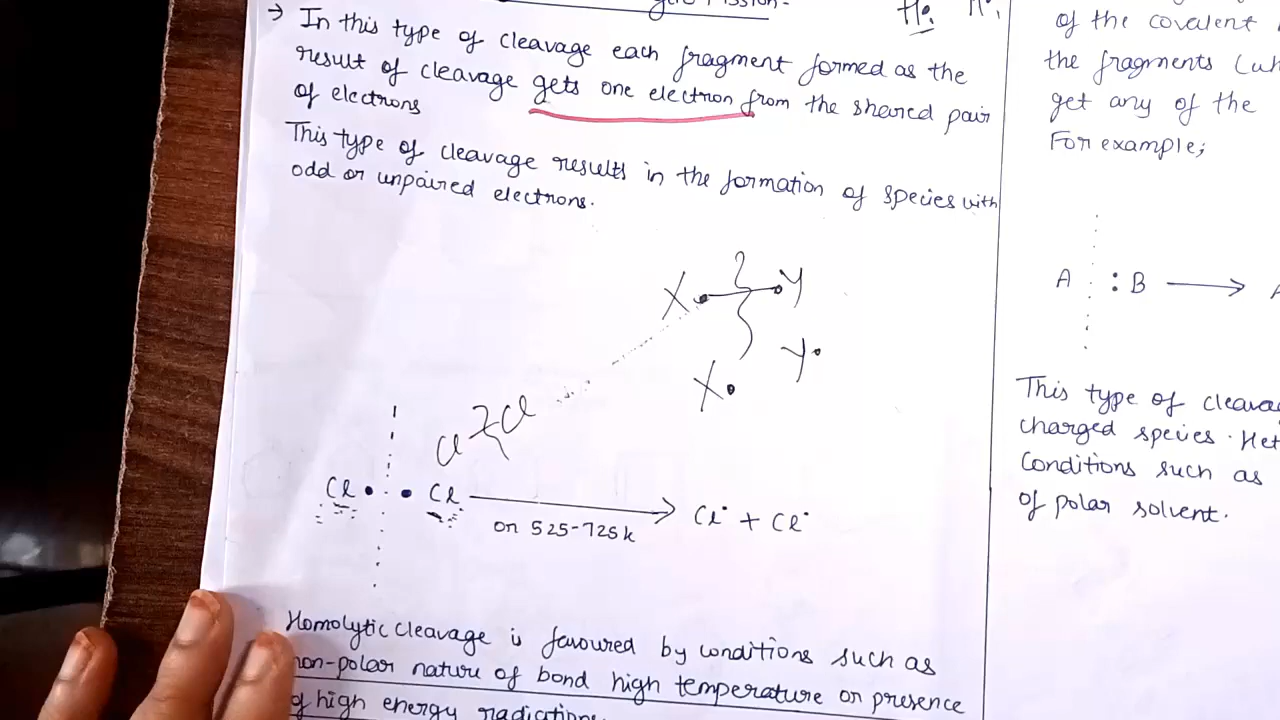 → In this type of cleavage each fragment formed as the
result of cleavage gets one electron from the shared pair
of electrons
This type of cleavage results in the formation of species with
odd or unpaired electrons.
X Y
X• Y•
Cl Cl
Cl • • Cl ⟶ Cl• + Cl•
or 525-725k
Homolytic cleavage is favoured by conditions such as
non-polar nature of bond high temperature or presence
of high energy radiations.
of the covalent
the fragments
get any of the
For example;
A : B ⟶
This type of
charged species.
Conditions such as
of polar solvent.